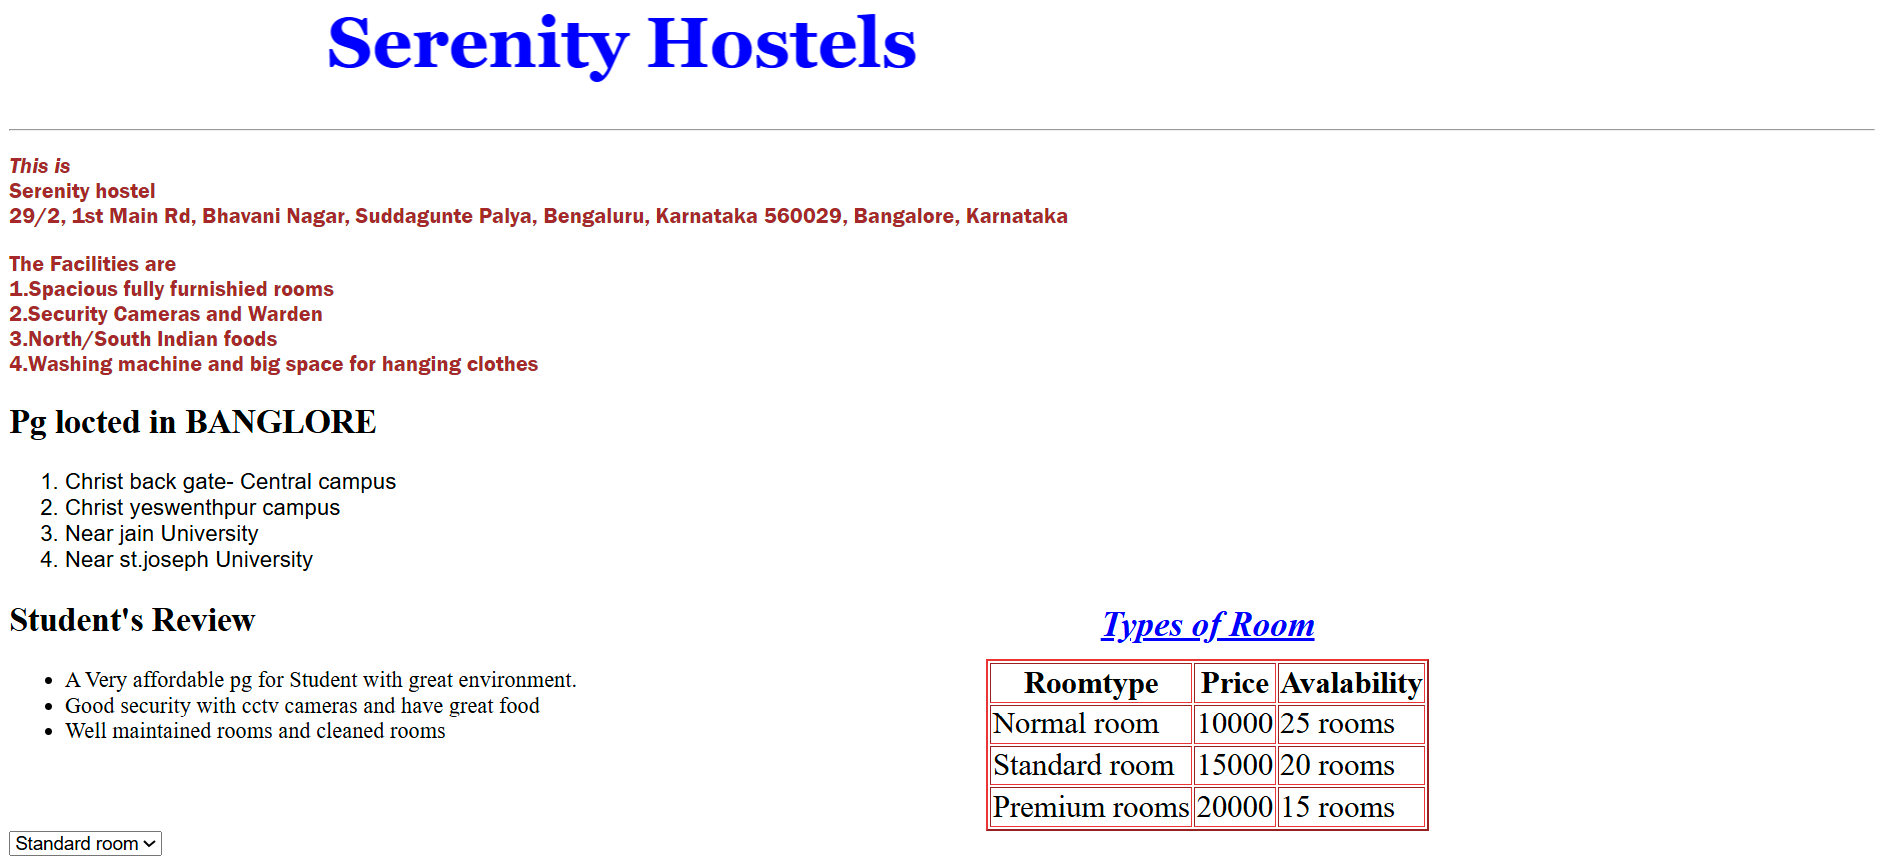 Serenity Hostels
This is
Serenity hostel
29/2, 1st Main Rd, Bhavani Nagar, Suddagunte Palya, Bengaluru, Karnataka 560029, Bangalore, Karnataka
The Facilities are
1.Spacious fully furnishied rooms
2.Security Cameras and Warden
3.North/South Indian foods
4.Washing machine and big space for hanging clothes
Pg locted in BANGLORE
1. Christ back gate- Central campus
2. Christ yeswenthpur campus
3. Near jain University
4. Near st.joseph University
Student's Review
• A Very affordable pg for Student with great environment.
• Good security with cctv cameras and have great food
• Well maintained rooms and cleaned rooms
Types of Room
Roomtype Price Avalability
Normal room 10000 25 rooms
Standard room 15000 20 rooms
Premium rooms 20000 15 rooms
Standard room